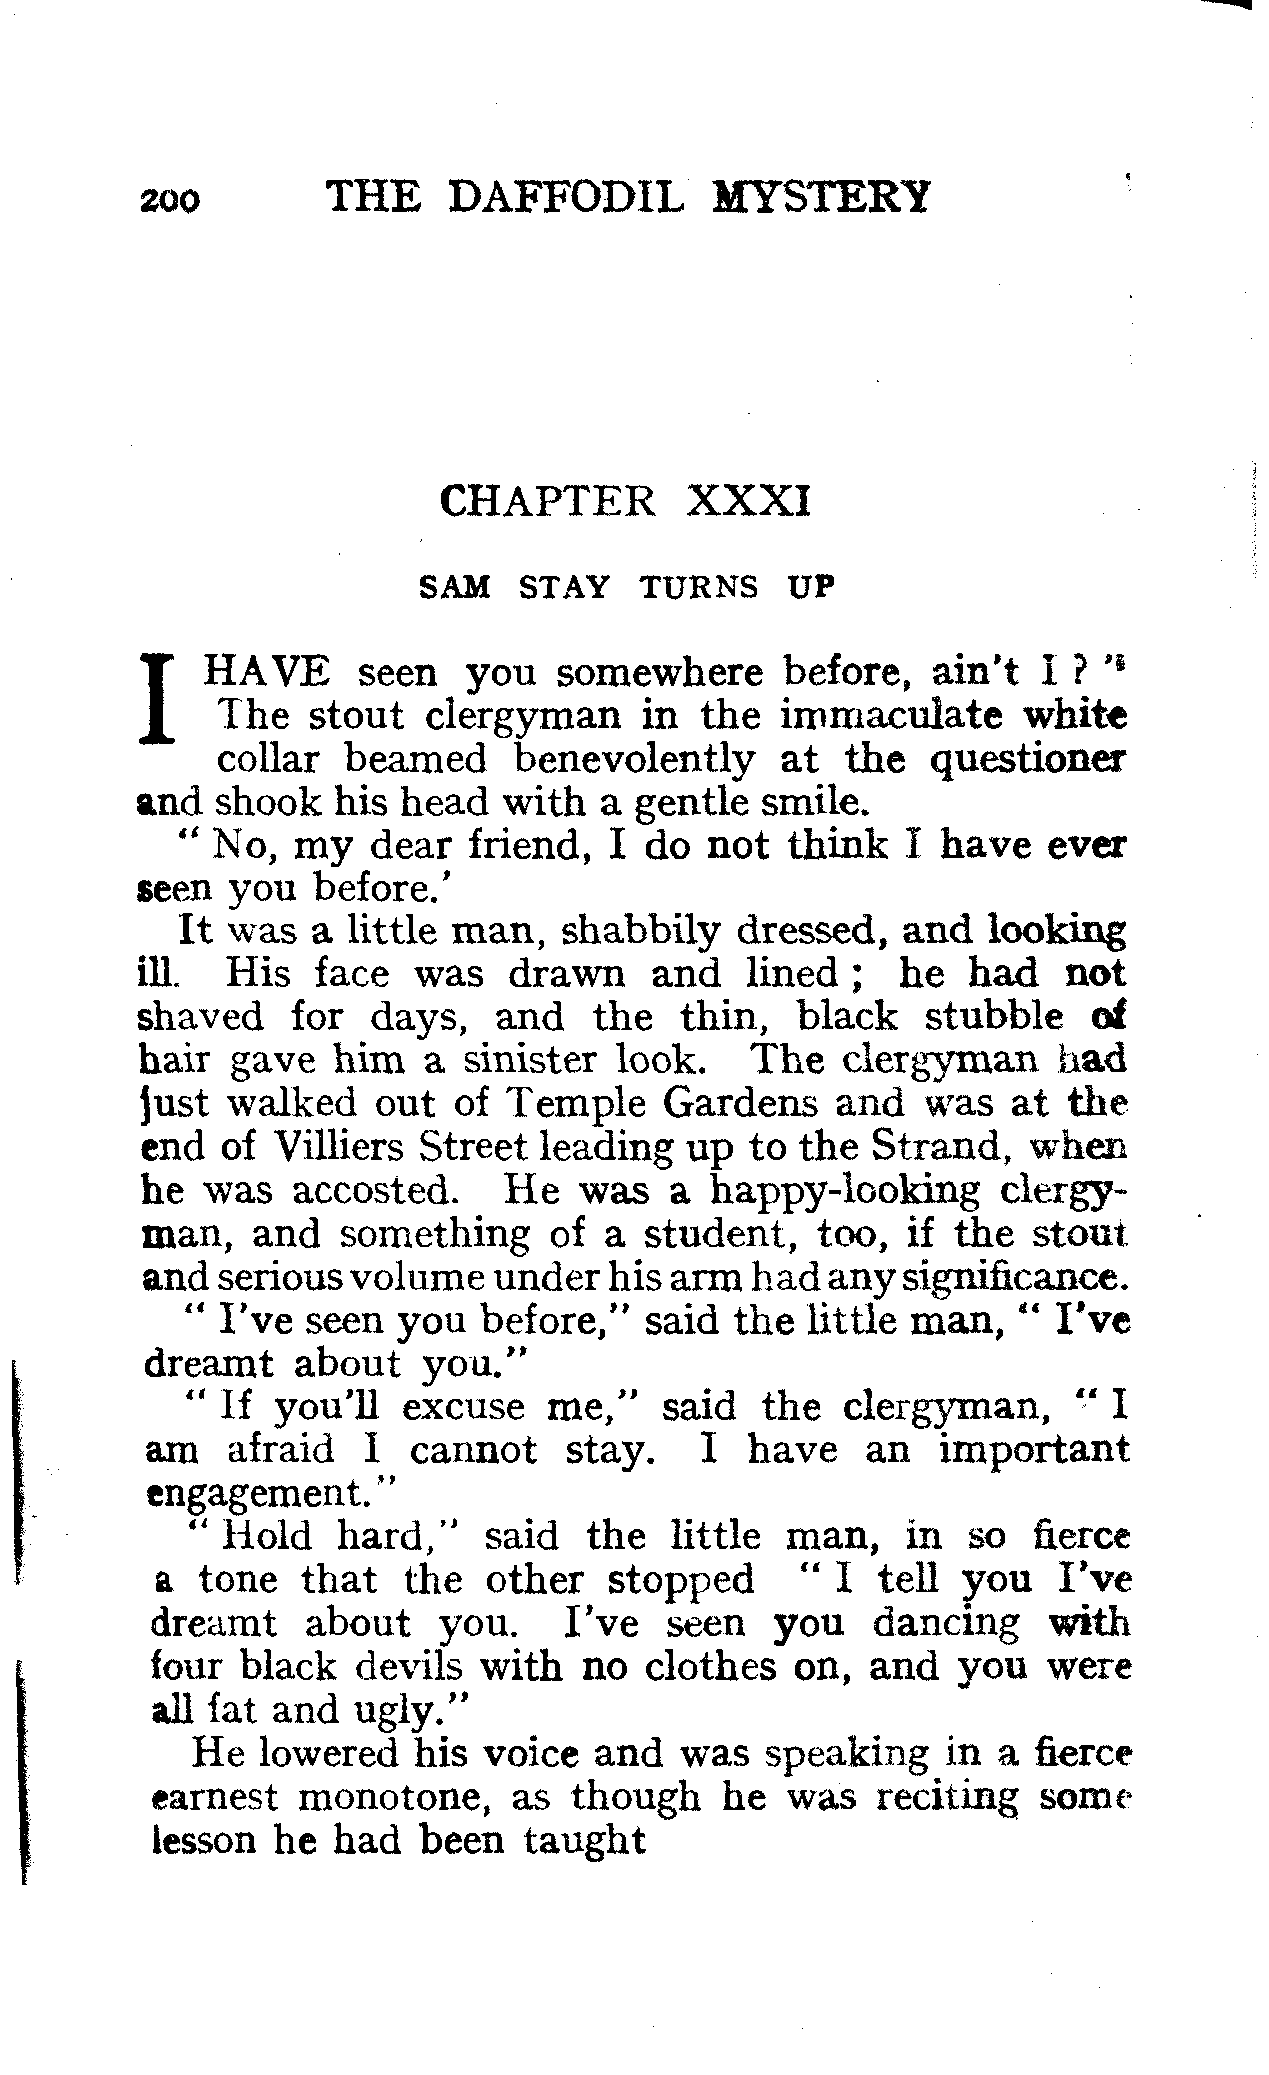 200 THE DAFFODIL MYSTERY
CHAPTER XXXI
SAM STAY TURNS UP
I HAVE seen you somewhere before, ain't I ? "
The stout clergyman in the immaculate white
collar beamed benevolently at the questioner
and shook his head with a gentle smile.
" No, my dear friend, I do not think I have ever
seen you before.'
It was a little man, shabbily dressed, and looking
ill. His face was drawn and lined ; he had not
shaved for days, and the thin, black stubble of
hair gave him a sinister look. The clergyman had
just walked out of Temple Gardens and was at the
end of Villiers Street leading up to the Strand, when
he was accosted. He was a happy-looking clergy-
man, and something of a student, too, if the stout
and serious volume under his arm had any significance.
" I've seen you before," said the little man, " I've
dreamt about you."
" If you'll excuse me," said the clergyman, " I
am afraid I cannot stay. I have an important
engagement."
" Hold hard," said the little man, in so fierce
a tone that the other stopped " I tell you I've
dreamt about you. I've seen you dancing with
four black devils with no clothes on, and you were
all fat and ugly."
He lowered his voice and was speaking in a fierce
earnest monotone, as though he was reciting some
lesson he had been taught